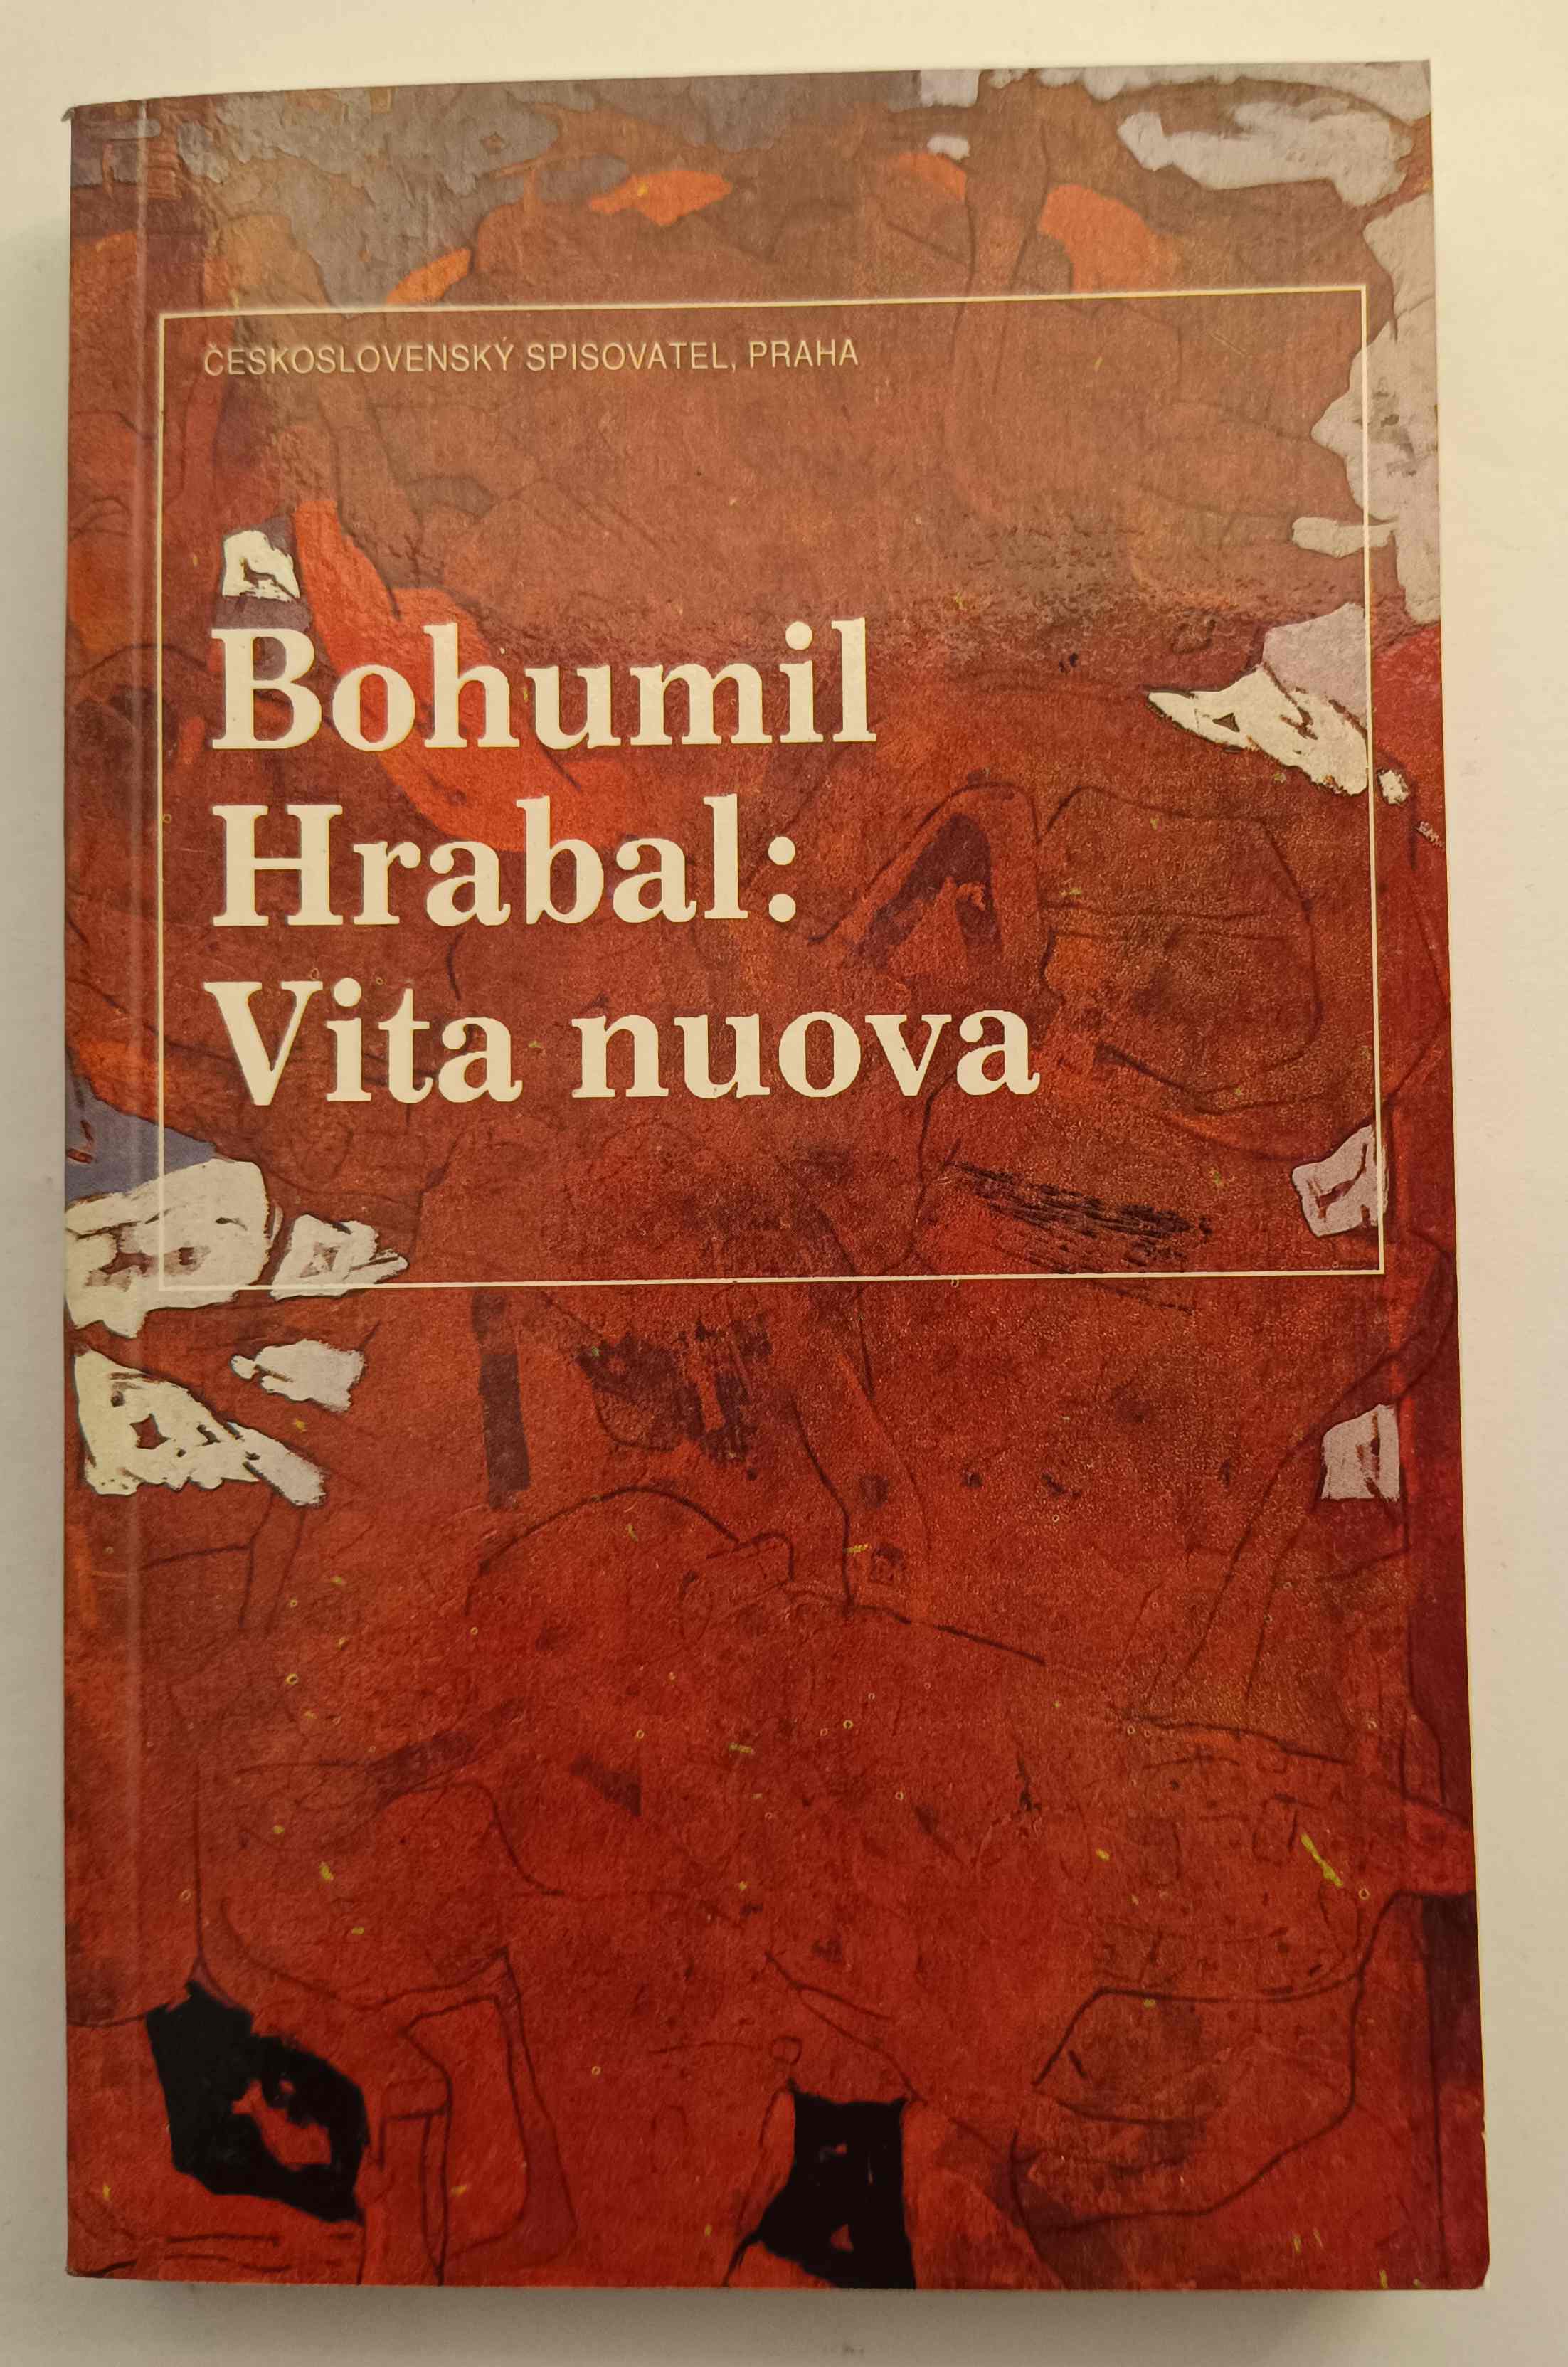 ČESKOSLOVENSKÝ SPISOVATEL, PRAHA
Bohumil
Hrabal:
Vita nuova